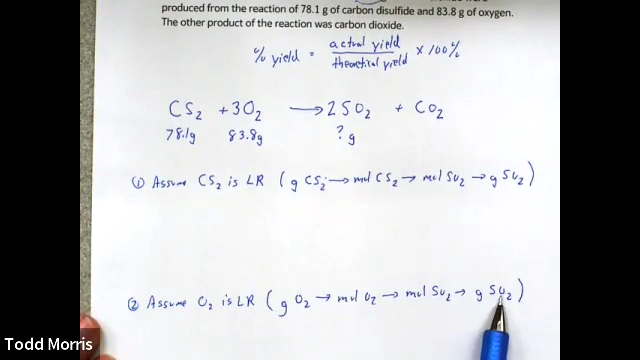 produced from the reaction of 78.1 g of carbon disulfide and 83.8 g of oxygen.
The other product of the reaction was carbon dioxide.
% yield = actual yield / theoretical yield × 100%
CS₂ + 3O₂ → 2SO₂ + CO₂
78.1g 83.8g ? g
① Assume CS₂ is LR ( g CS₂ → mol CS₂ → mol SO₂ → g SO₂ )
② Assume O₂ is LR ( g O₂ → mol O₂ → mol SO₂ → g SO₂ )
Todd Morris